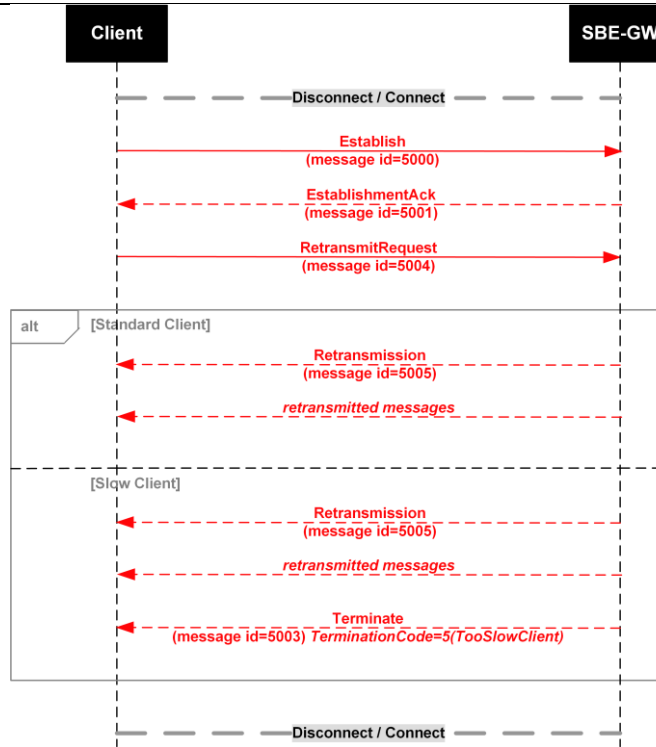 Client
SBE-GW
Disconnect / Connect
Establish
(message id=5000)
EstablishmentAck
(message id=5001)
RetransmitRequest
(message id=5004)
alt
[Standard Client]
Retransmission
(message id=5005)
retransmitted messages
[Slow Client]
Retransmission
(message id=5005)
retransmitted messages
Terminate
(message id=5003) TerminationCode=5(TooSlowClient)
Disconnect / Connect